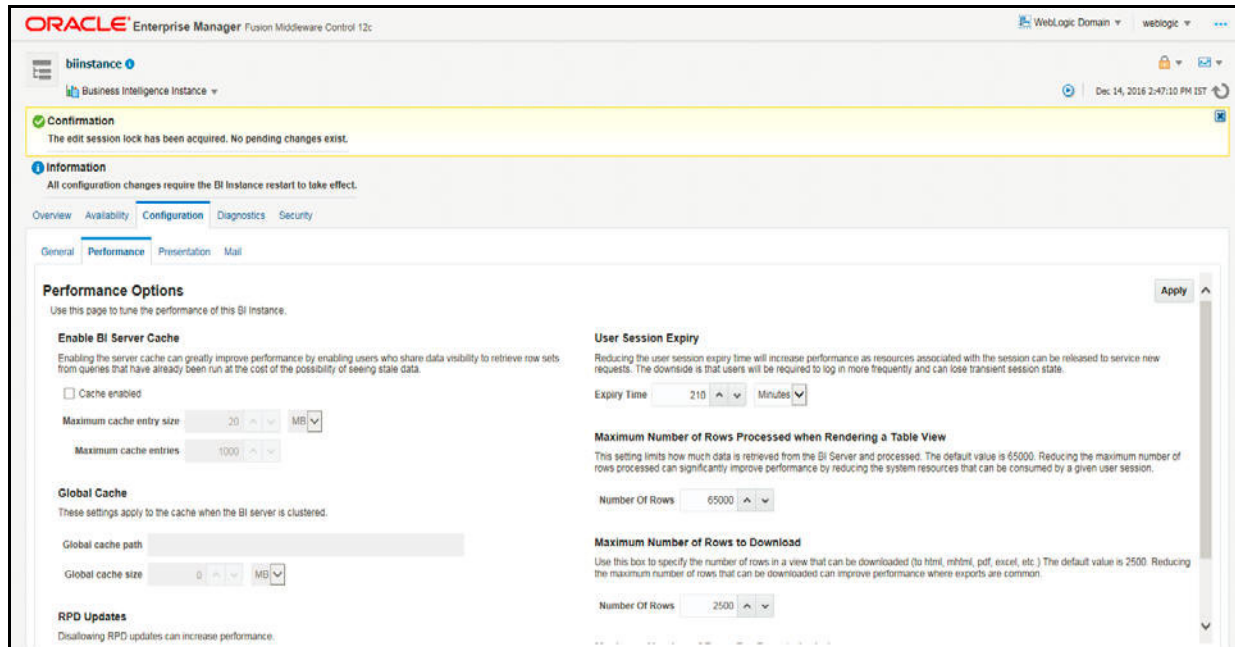 ORACLE Enterprise Manager Fusion Middleware Control 12c
WebLogic Domain weblogic
biinstance
Business Intelligence Instance
Dec 14, 2016 2:47:10 PM IST
Confirmation
The edit session lock has been acquired. No pending changes exist.
Information
All configuration changes require the BI Instance restart to take effect.
Overview Availability Configuration Diagnostics Security
General Performance Presentation Mail
Performance Options
Apply
Use this page to tune the performance of this BI Instance.
Enable BI Server Cache
Enabling the server cache can greatly improve performance by enabling users who share data visibility to retrieve row sets
from queries that have already been run at the cost of the possibility of seeing stale data.
Cache enabled
Maximum cache entry size 20 MB
Maximum cache entries 1000
Global Cache
These settings apply to the cache when the BI server is clustered.
Global cache path
Global cache size 0 MB
RPD Updates
Disallowing RPD updates can increase performance.
User Session Expiry
Reducing the user session expiry time will increase performance as resources associated with the session can be released to service new
requests. The downside is that users will be required to log in more frequently and can lose transient session state.
Expiry Time 210 Minutes
Maximum Number of Rows Processed when Rendering a Table View
This setting limits how much data is retrieved from the BI Server and processed. The default value is 65000. Reducing the maximum number of
rows processed can significantly improve performance by reducing the system resources that can be consumed by a given user session.
Number Of Rows 65000
Maximum Number of Rows to Download
Use this box to specify the number of rows in a view that can be downloaded (to html, mhtml, pdf, excel, etc.) The default value is 2500. Reducing
the maximum number of rows that can be downloaded can improve performance where exports are common.
Number Of Rows 2500